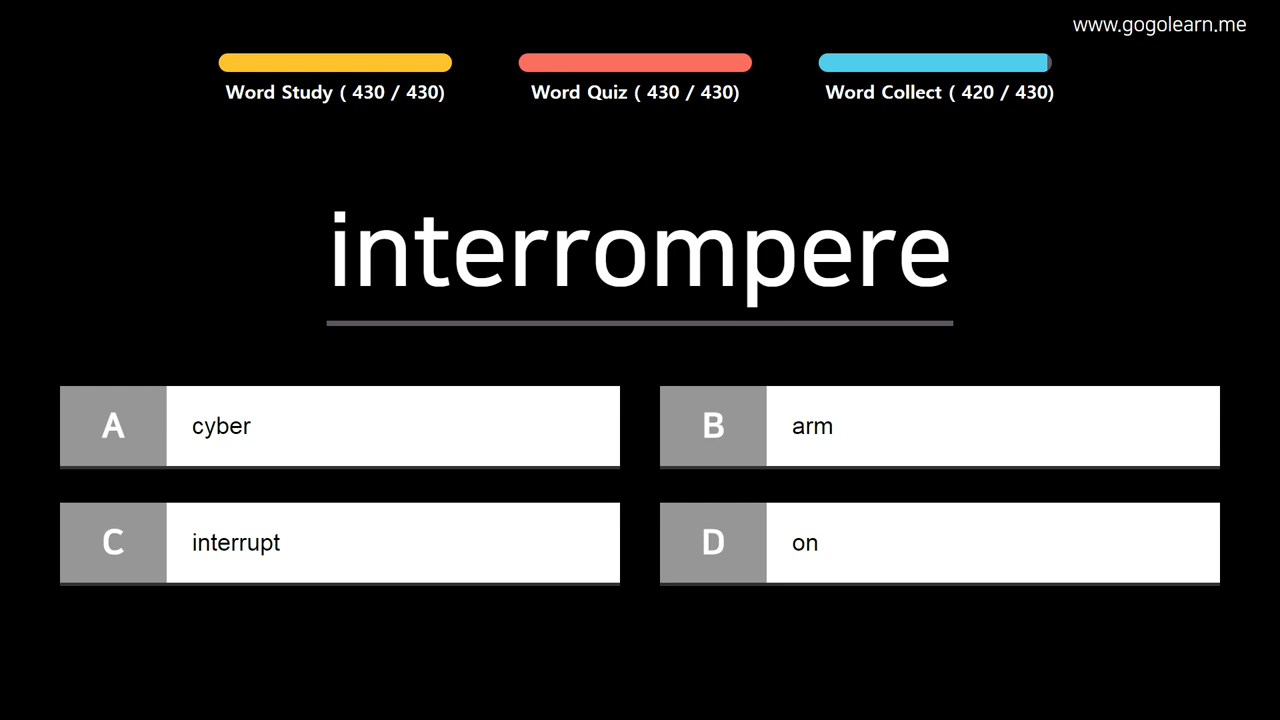 www.gogolearn.me
Word Study ( 430 / 430)
Word Quiz ( 430 / 430)
Word Collect ( 420 / 430)
interrompere
A cyber
B arm
C interrupt
D on